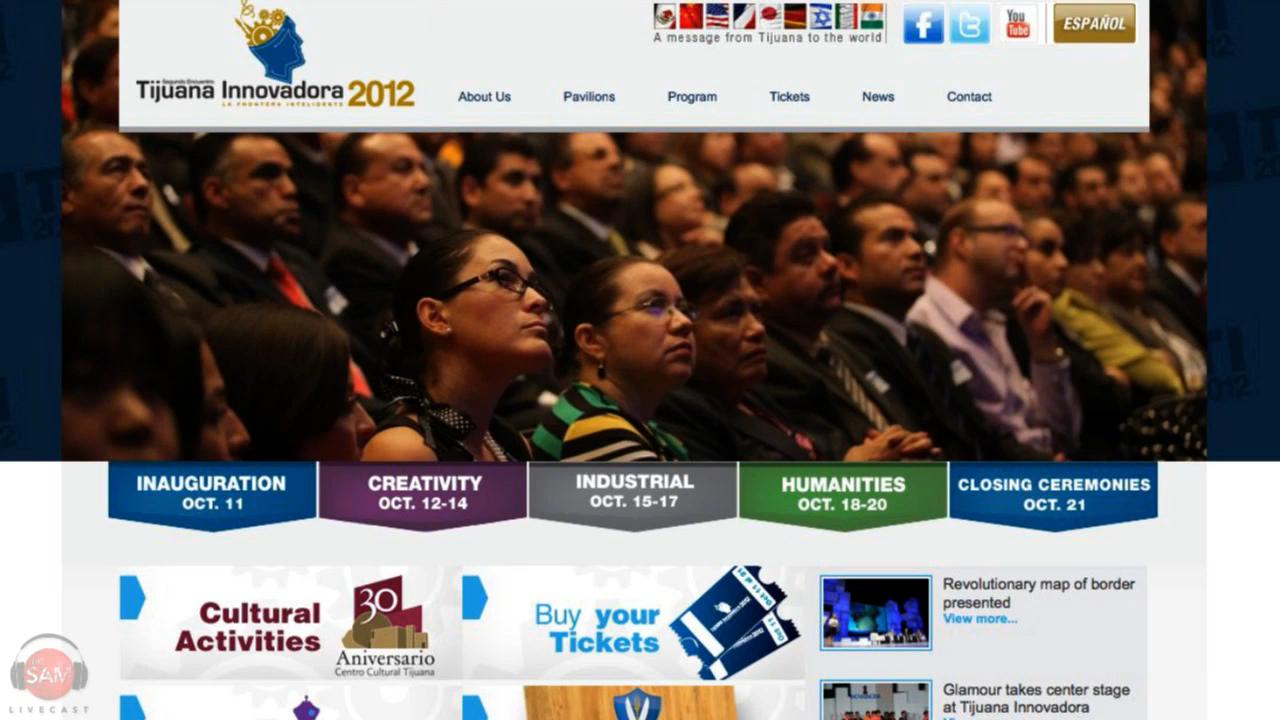 Segundo Encuentro
Tijuana Innovadora 2012
LA FRONTERA INTELIGENTE
A message from Tijuana to the world
You
Tube
ESPAÑOL
About Us
Pavilions
Program
Tickets
News
Contact
INAUGURATION
OCT. 11
CREATIVITY
OCT. 12-14
INDUSTRIAL
OCT. 15-17
HUMANITIES
OCT. 18-20
CLOSING CEREMONIES
OCT. 21
Cultural
Activities
30
Aniversario
Centro Cultural Tijuana
Buy your
Tickets
Revolutionary map of border
presented
View more...
Glamour takes center stage
at Tijuana Innovadora
SAM
LIVECAST